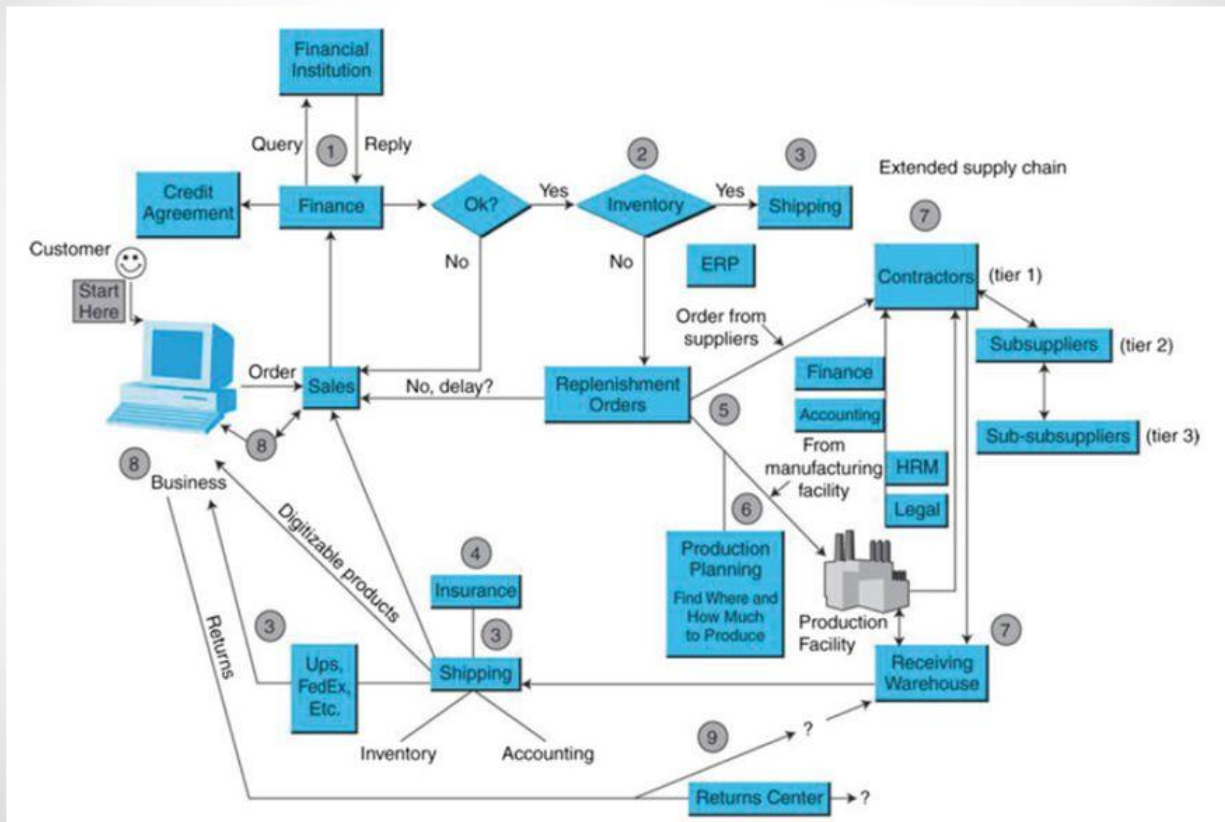 Financial
Institution
Query
1
Reply
2
3
Extended supply chain
Credit
Agreement
Finance
Ok?
Yes
Inventory
Yes
Shipping
7
Customer
No
No
ERP
Contractors
(tier 1)
Start
Here
Order from
suppliers
Subsuppliers
(tier 2)
Order
Sales
No, delay?
Replenishment
Orders
Finance
5
Accounting
Sub-subsuppliers
(tier 3)
8
From
manufacturing
facility
HRM
8
Business
Legal
6
Digitizable products
4
Production
Planning
Find Where and
How Much
to Produce
Insurance
Returns
3
3
Production
Facility
7
Ups,
FedEx,
Etc.
Shipping
Receiving
Warehouse
Inventory
Accounting
9
?
Returns Center
?